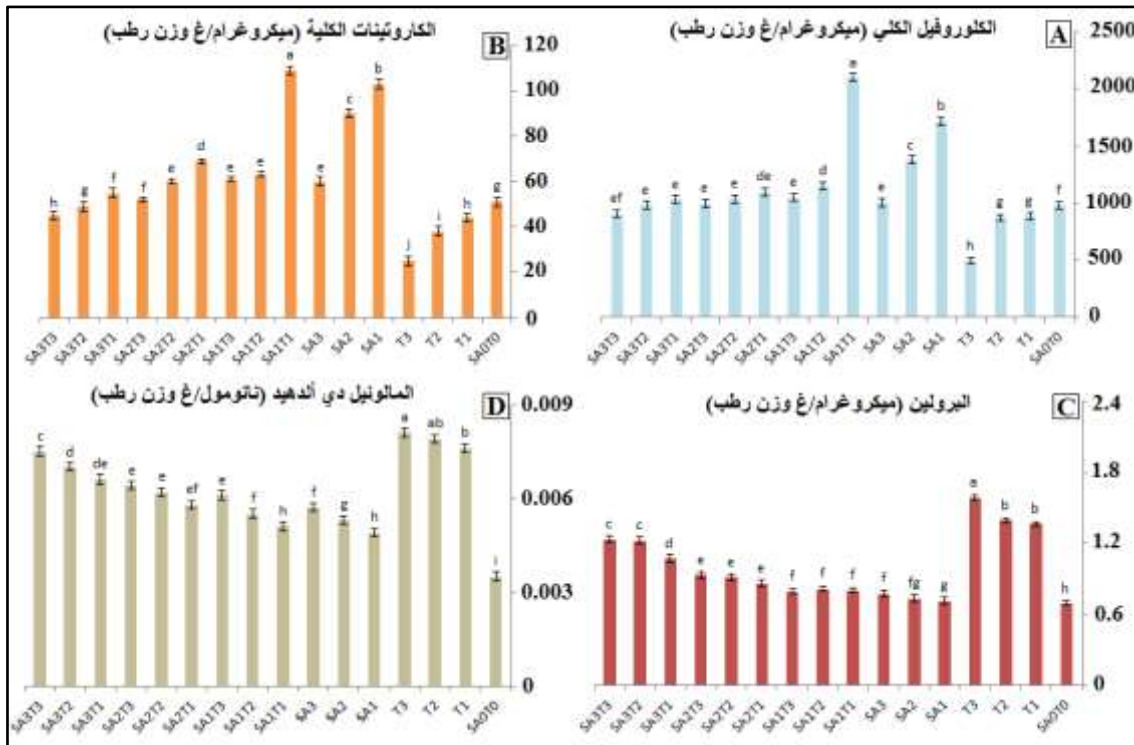 A
الكلوروفيل الكلي (ميكروغرام/غ وزن رطب)
2500
2000
1500
1000
500
0
ef e e e e de e d a e c b h g g f
SA3T3 SA3T2 SA3T1 SA2T3 SA2T2 SA2T1 SA1T3 SA1T2 SA1T1 SA3 SA2 SA1 T3 T2 T1 SA0T0
B
الكاروتينات الكلية (ميكروغرام/غ وزن رطب)
120
100
80
60
40
20
0
h g f f e d e e a e c b j i h g
SA3T3 SA3T2 SA3T1 SA2T3 SA2T2 SA2T1 SA1T3 SA1T2 SA1T1 SA3 SA2 SA1 T3 T2 T1 SA0T0
C
البرولين (ميكروغرام/غ وزن رطب)
2.4
1.8
1.2
0.6
0
c c d e e e f f f f fg g a b b h
SA3T3 SA3T2 SA3T1 SA2T3 SA2T2 SA2T1 SA1T3 SA1T2 SA1T1 SA3 SA2 SA1 T3 T2 T1 SA0T0
D
المالونيل دي ألدهيد (نانومول/غ وزن رطب)
0.009
0.006
0.003
0
c d de e e ef e f h f g h a ab b i
SA3T3 SA3T2 SA3T1 SA2T3 SA2T2 SA2T1 SA1T3 SA1T2 SA1T1 SA3 SA2 SA1 T3 T2 T1 SA0T0